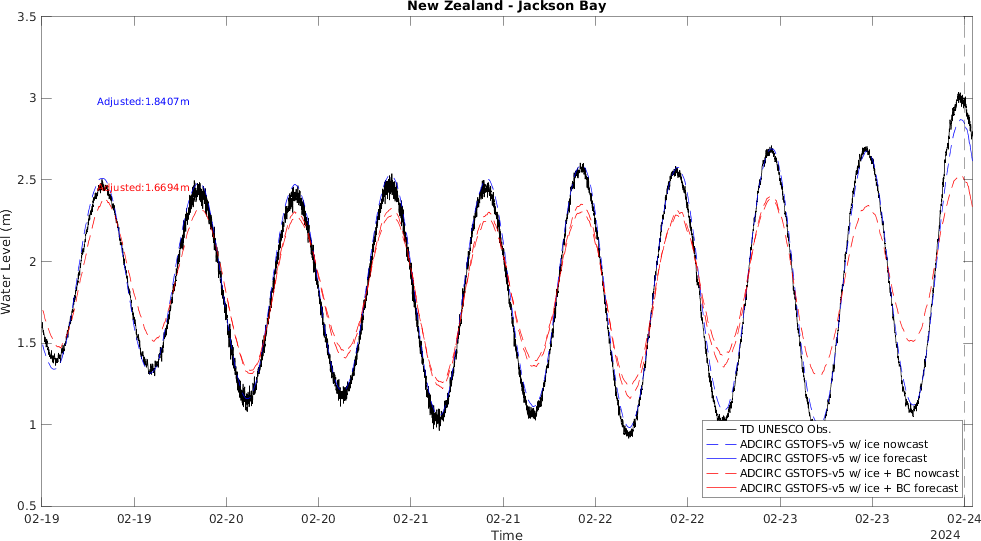 New Zealand - Jackson Bay
3.5
3
2.5
2
1.5
1
0.5
Water Level (m)
Adjusted:1.8407m
Adjusted:1.6694m
TD UNESCO Obs.
ADCIRC GSTOFS-v5 w/ ice nowcast
ADCIRC GSTOFS-v5 w/ ice forecast
ADCIRC GSTOFS-v5 w/ ice + BC nowcast
ADCIRC GSTOFS-v5 w/ ice + BC forecast
02-19 02-19 02-20 02-20 02-21 02-21 02-22 02-22 02-23 02-23 02-24
Time
2024